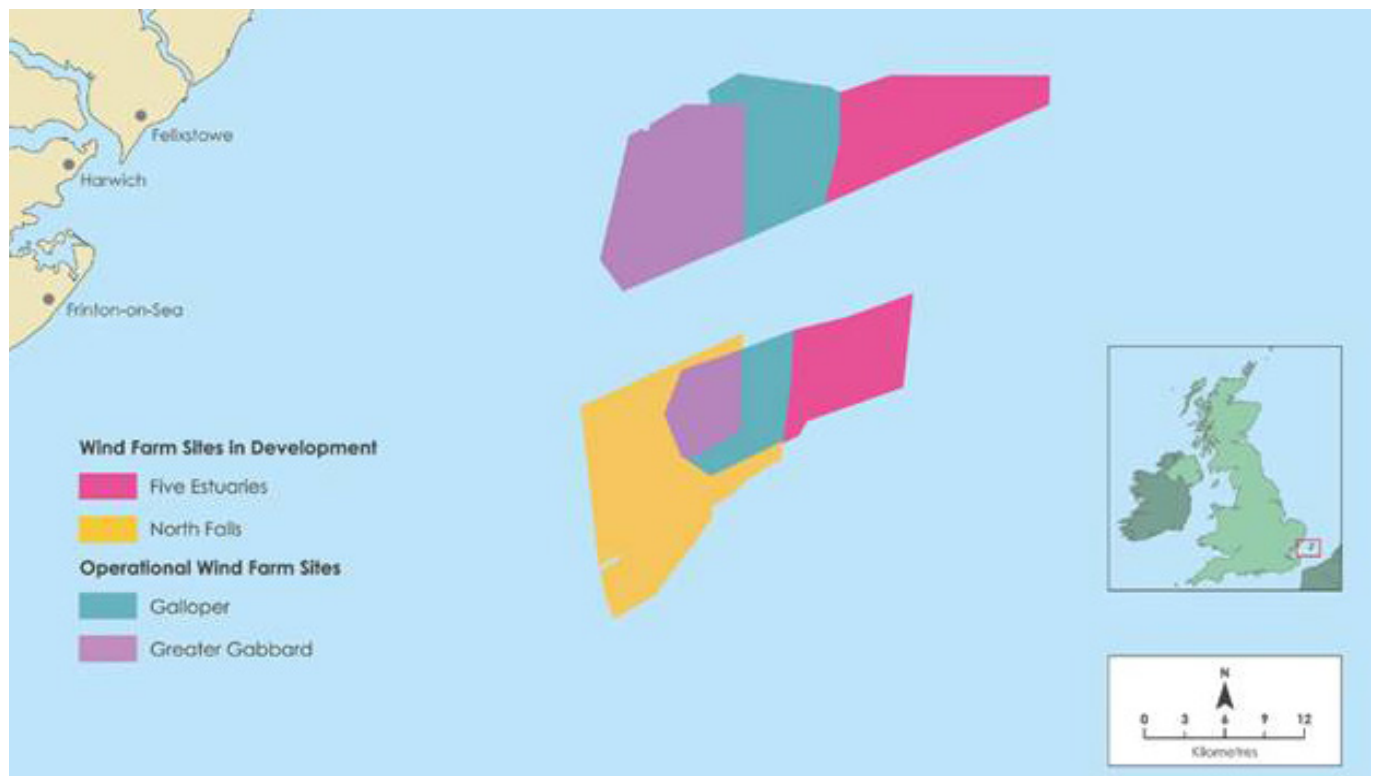 Felixstowe
Harwich
Frinton-on-Sea
Wind Farm Sites in Development
Five Estuaries
North Falls
Operational Wind Farm Sites
Galloper
Greater Gabbard
N
0 3 6 9 12
Kilometres